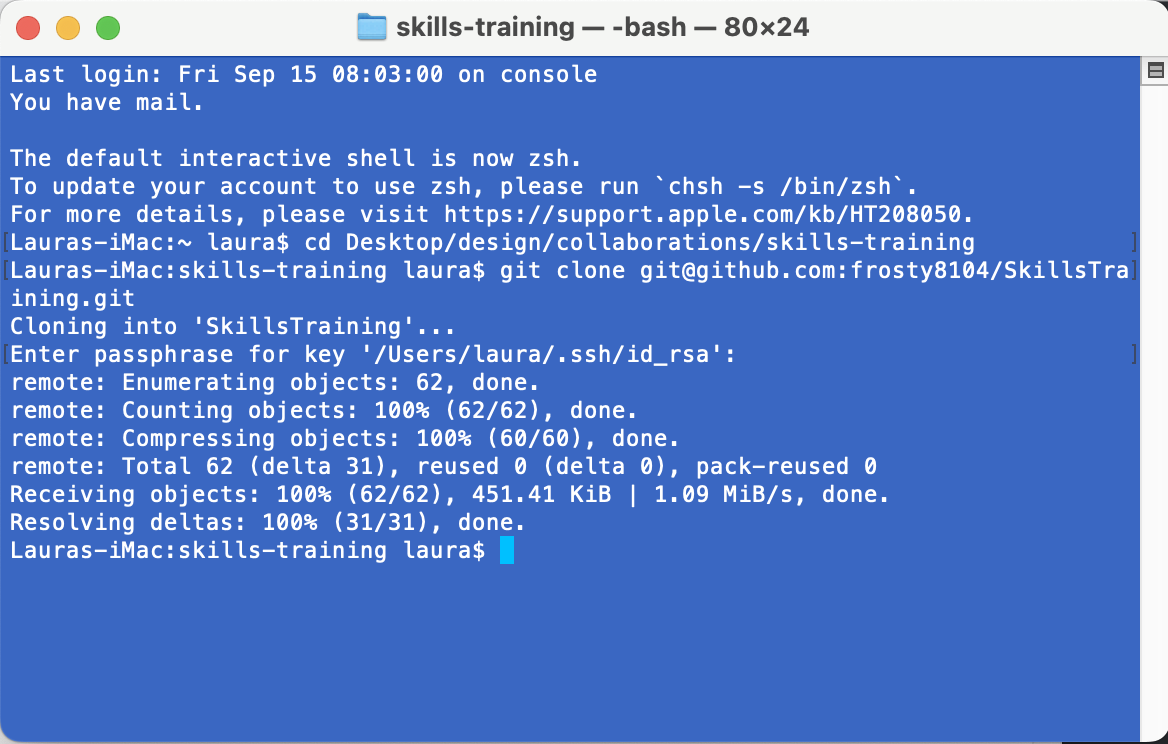 skills-training — -bash — 80×24
Last login: Fri Sep 15 08:03:00 on console
You have mail.
The default interactive shell is now zsh.
To update your account to use zsh, please run `chsh -s /bin/zsh`.
For more details, please visit https://support.apple.com/kb/HT208050.
[Lauras-iMac:~ laura$ cd Desktop/design/collaborations/skills-training ]
[Lauras-iMac:skills-training laura$ git clone git@github.com:frosty8104/SkillsTra]
ining.git
Cloning into 'SkillsTraining'...
[Enter passphrase for key '/Users/laura/.ssh/id_rsa': ]
remote: Enumerating objects: 62, done.
remote: Counting objects: 100% (62/62), done.
remote: Compressing objects: 100% (60/60), done.
remote: Total 62 (delta 31), reused 0 (delta 0), pack-reused 0
Receiving objects: 100% (62/62), 451.41 KiB | 1.09 MiB/s, done.
Resolving deltas: 100% (31/31), done.
Lauras-iMac:skills-training laura$